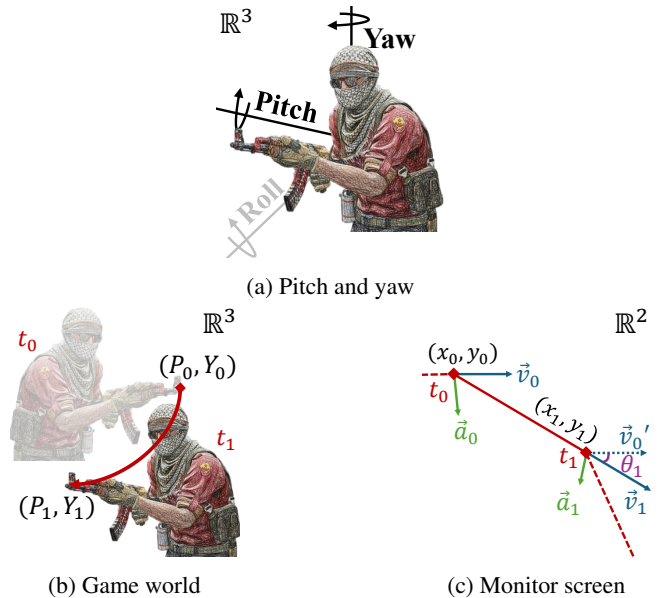 ℝ³
Yaw
Pitch
Roll
(a) Pitch and yaw
ℝ³
t₀
(P₀, Y₀)
t₁
(P₁, Y₁)
(b) Game world
ℝ²
(x₀, y₀)
t₀
v⃗₀
a⃗₀
(x₁, y₁)
t₁
v⃗₀′
θ₁
a⃗₁
v⃗₁
(c) Monitor screen